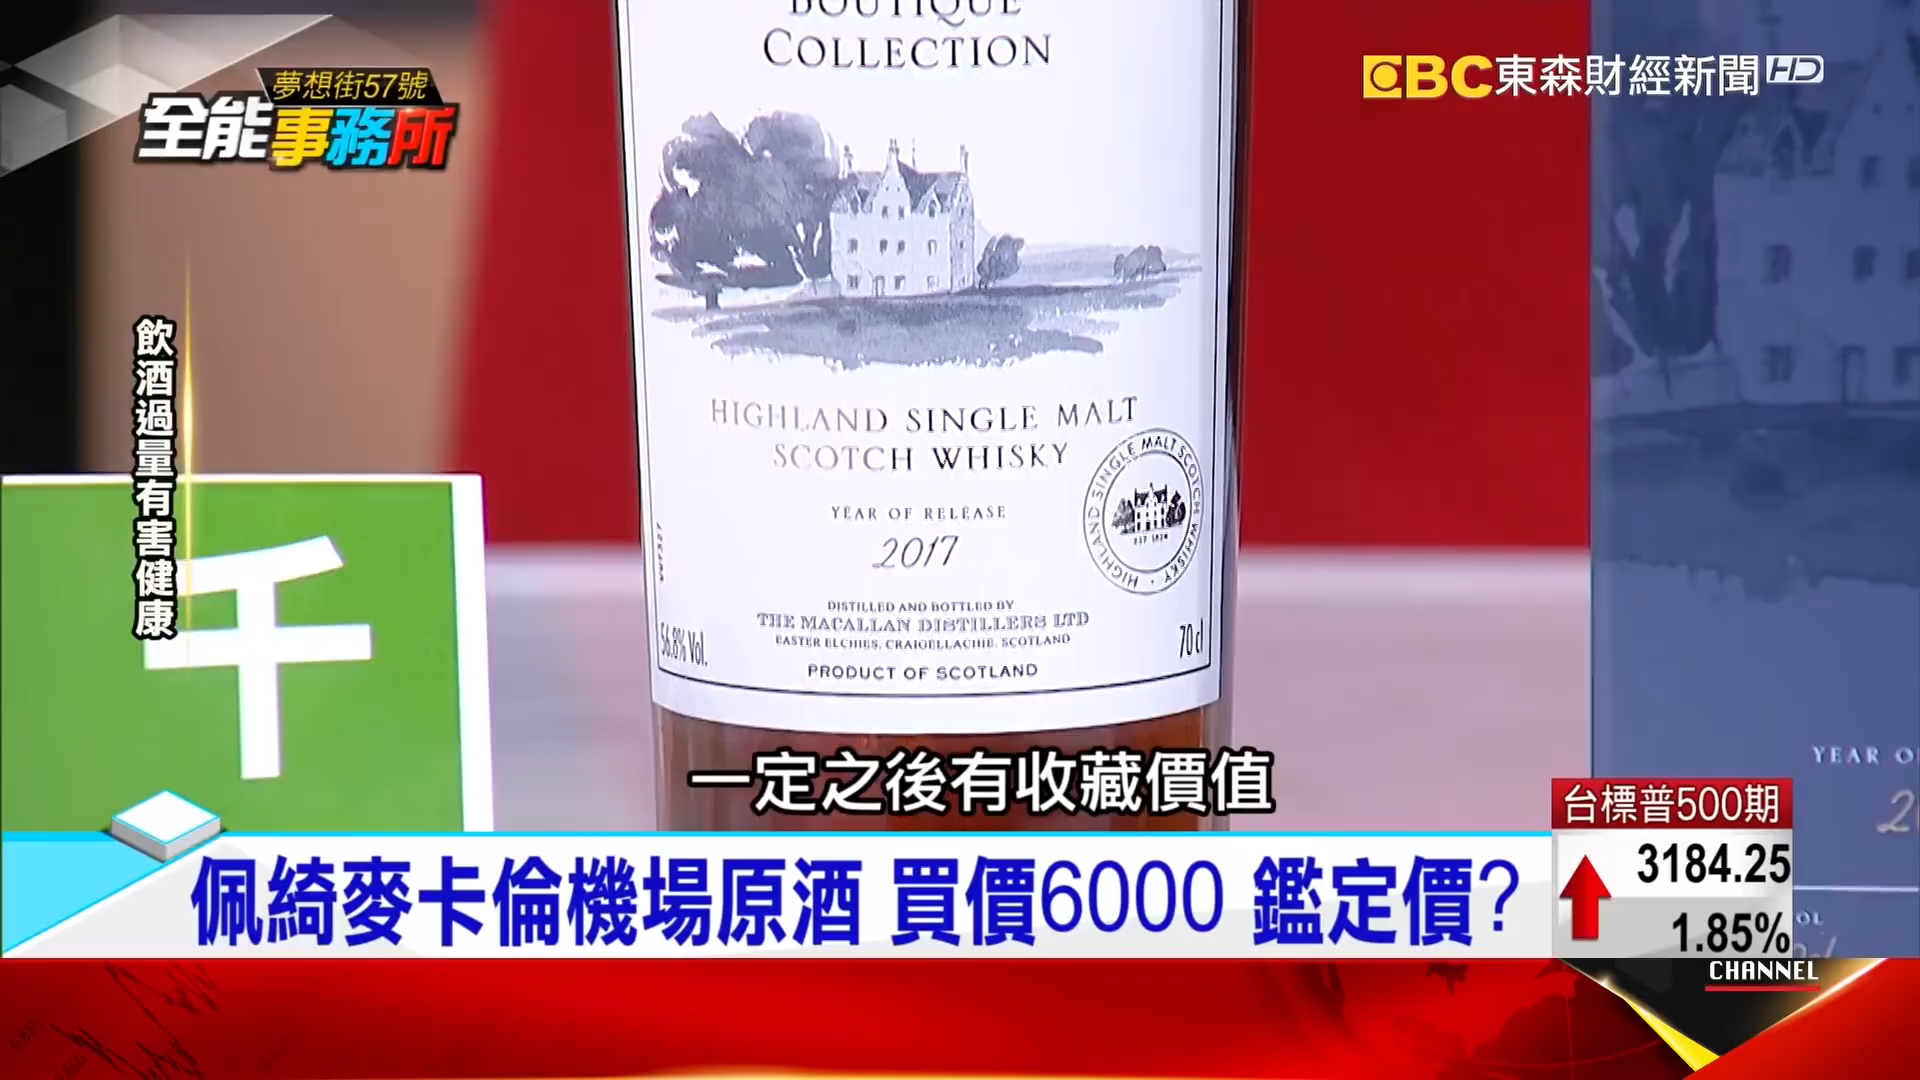 夢想街57號
全能事務所
EBC東森財經新聞HD
飲酒過量有害健康
BOUTIQUE
COLLECTION
HIGHLAND SINGLE MALT
SCOTCH WHISKY
YEAR OF RELEASE
2017
HIGHLAND SINGLE MALT SCOTCH WHISKY
DISTILLED AND BOTTLED BY
THE MACALLAN DISTILLERS LTD
EASTER ELCHIES, CRAIGELLACHIE, SCOTLAND
56.8% Vol.
70cl
PRODUCT OF SCOTLAND
千
YEAR O
一定之後有收藏價值
台標普500期
3184.25
1.85%
佩綺麥卡倫機場原酒 買價6000 鑑定價?
CHANNEL